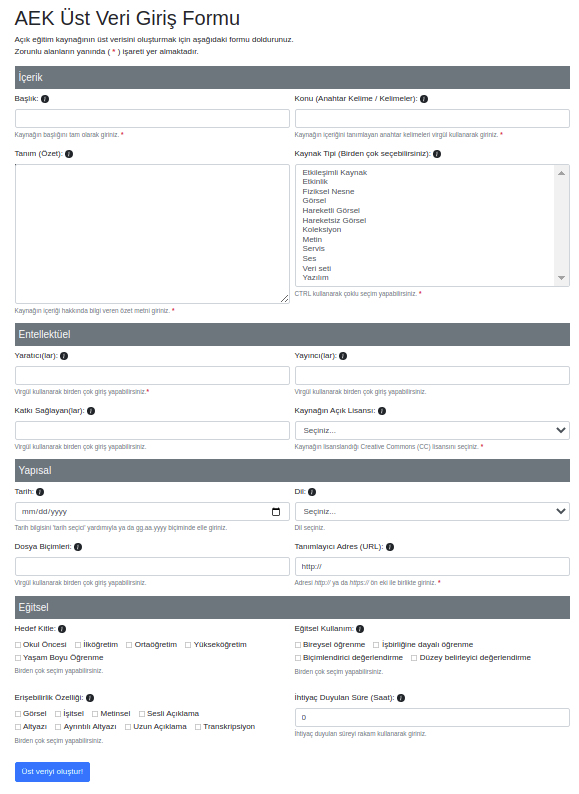 AEK Üst Veri Giriş Formu
Açık eğitim kaynağının üst verisini oluşturmak için aşağıdaki formu doldurunuz.
Zorunlu alanların yanında ( * ) işareti yer almaktadır.
İçerik
Başlık: i
Kaynağın başlığını tam olarak giriniz. *
Konu (Anahtar Kelime / Kelimeler): i
Kaynağın içeriğini tanımlayan anahtar kelimeleri virgül kullanarak giriniz. *
Tanım (Özet): i
Kaynağın içeriği hakkında bilgi veren özet metni giriniz. *
Kaynak Tipi (Birden çok seçebilirsiniz): i
Etkileşimli Kaynak
Etkinlik
Fiziksel Nesne
Görsel
Hareketli Görsel
Hareketsiz Görsel
Koleksiyon
Metin
Servis
Ses
Veri seti
Yazılım
CTRL kullanarak çoklu seçim yapabilirsiniz. *
Entellektüel
Yaratıcı(lar): i
Virgül kullanarak birden çok giriş yapabilirsiniz.*
Yayıncı(lar): i
Virgül kullanarak birden çok giriş yapabilirsiniz.
Katkı Sağlayan(lar): i
Virgül kullanarak birden çok giriş yapabilirsiniz.
Kaynağın Açık Lisansı: i
Seçiniz...
Kaynağın lisanslandığı Creative Commons (CC) lisansını seçiniz. *
Yapısal
Tarih: i
mm/dd/yyyy
Tarih bilgisini 'tarih seçici' yardımıyla ya da gg.aa.yyyy biçiminde elle giriniz.
Dil: i
Seçiniz...
Dil seçiniz.
Dosya Biçimleri: i
Virgül kullanarak birden çok giriş yapabilirsiniz.
Tanımlayıcı Adres (URL): i
http://
Adresi http:// ya da https:// ön eki ile birlikte giriniz. *
Eğitsel
Hedef Kitle: i
Okul Öncesi İlköğretim Ortaöğretim Yükseköğretim
Yaşam Boyu Öğrenme
Birden çok seçim yapabilirsiniz.
Eğitsel Kullanım: i
Bireysel öğrenme İşbirliğine dayalı öğrenme
Biçimlendirici değerlendirme Düzey belirleyici değerlendirme
Birden çok seçim yapabilirsiniz.
Erişebilirlik Özelliği: i
Görsel İşitsel Metinsel Sesli Açıklama
Altyazı Ayrıntılı Altyazı Uzun Açıklama Transkripsiyon
Birden çok seçim yapabilirsiniz.
İhtiyaç Duyulan Süre (Saat): i
0
İhtiyaç duyulan süreyi rakam kullanarak giriniz.
Üst veriyi oluştur!